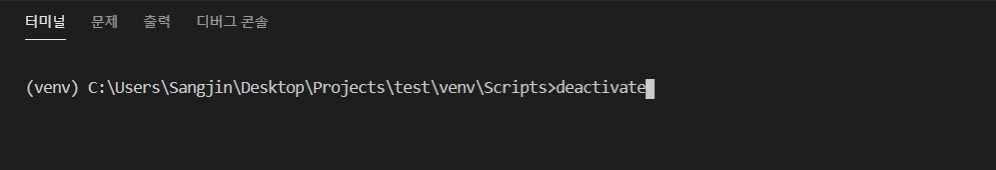 터미널 문제 출력 디버그 콘솔
(venv) C:\Users\Sangjin\Desktop\Projects\test\venv\Scripts>deactivate